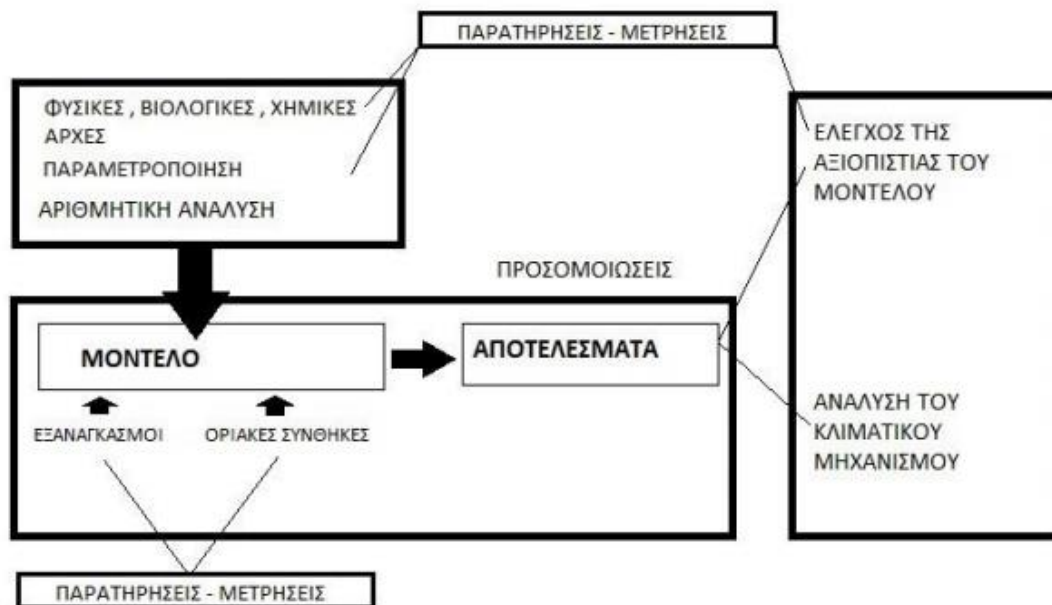 ΠΑΡΑΤΗΡΗΣΕΙΣ - ΜΕΤΡΗΣΕΙΣ
ΦΥΣΙΚΕΣ , ΒΙΟΛΟΓΙΚΕΣ , ΧΗΜΙΚΕΣ
ΑΡΧΕΣ
ΠΑΡΑΜΕΤΡΟΠΟΙΗΣΗ
ΑΡΙΘΜΗΤΙΚΗ ΑΝΑΛΥΣΗ
ΕΛΕΓΧΟΣ ΤΗΣ
ΑΞΙΟΠΙΣΤΙΑΣ ΤΟΥ
ΜΟΝΤΕΛΟΥ
ΠΡΟΣΟΜΟΙΩΣΕΙΣ
ΜΟΝΤΕΛΟ
ΑΠΟΤΕΛΕΣΜΑΤΑ
ΕΞΑΝΑΓΚΑΣΜΟΙ
ΟΡΙΑΚΕΣ ΣΥΝΘΗΚΕΣ
ΑΝΑΛΥΣΗ ΤΟΥ
ΚΛΙΜΑΤΙΚΟΥ
ΜΗΧΑΝΙΣΜΟΥ
ΠΑΡΑΤΗΡΗΣΕΙΣ - ΜΕΤΡΗΣΕΙΣ